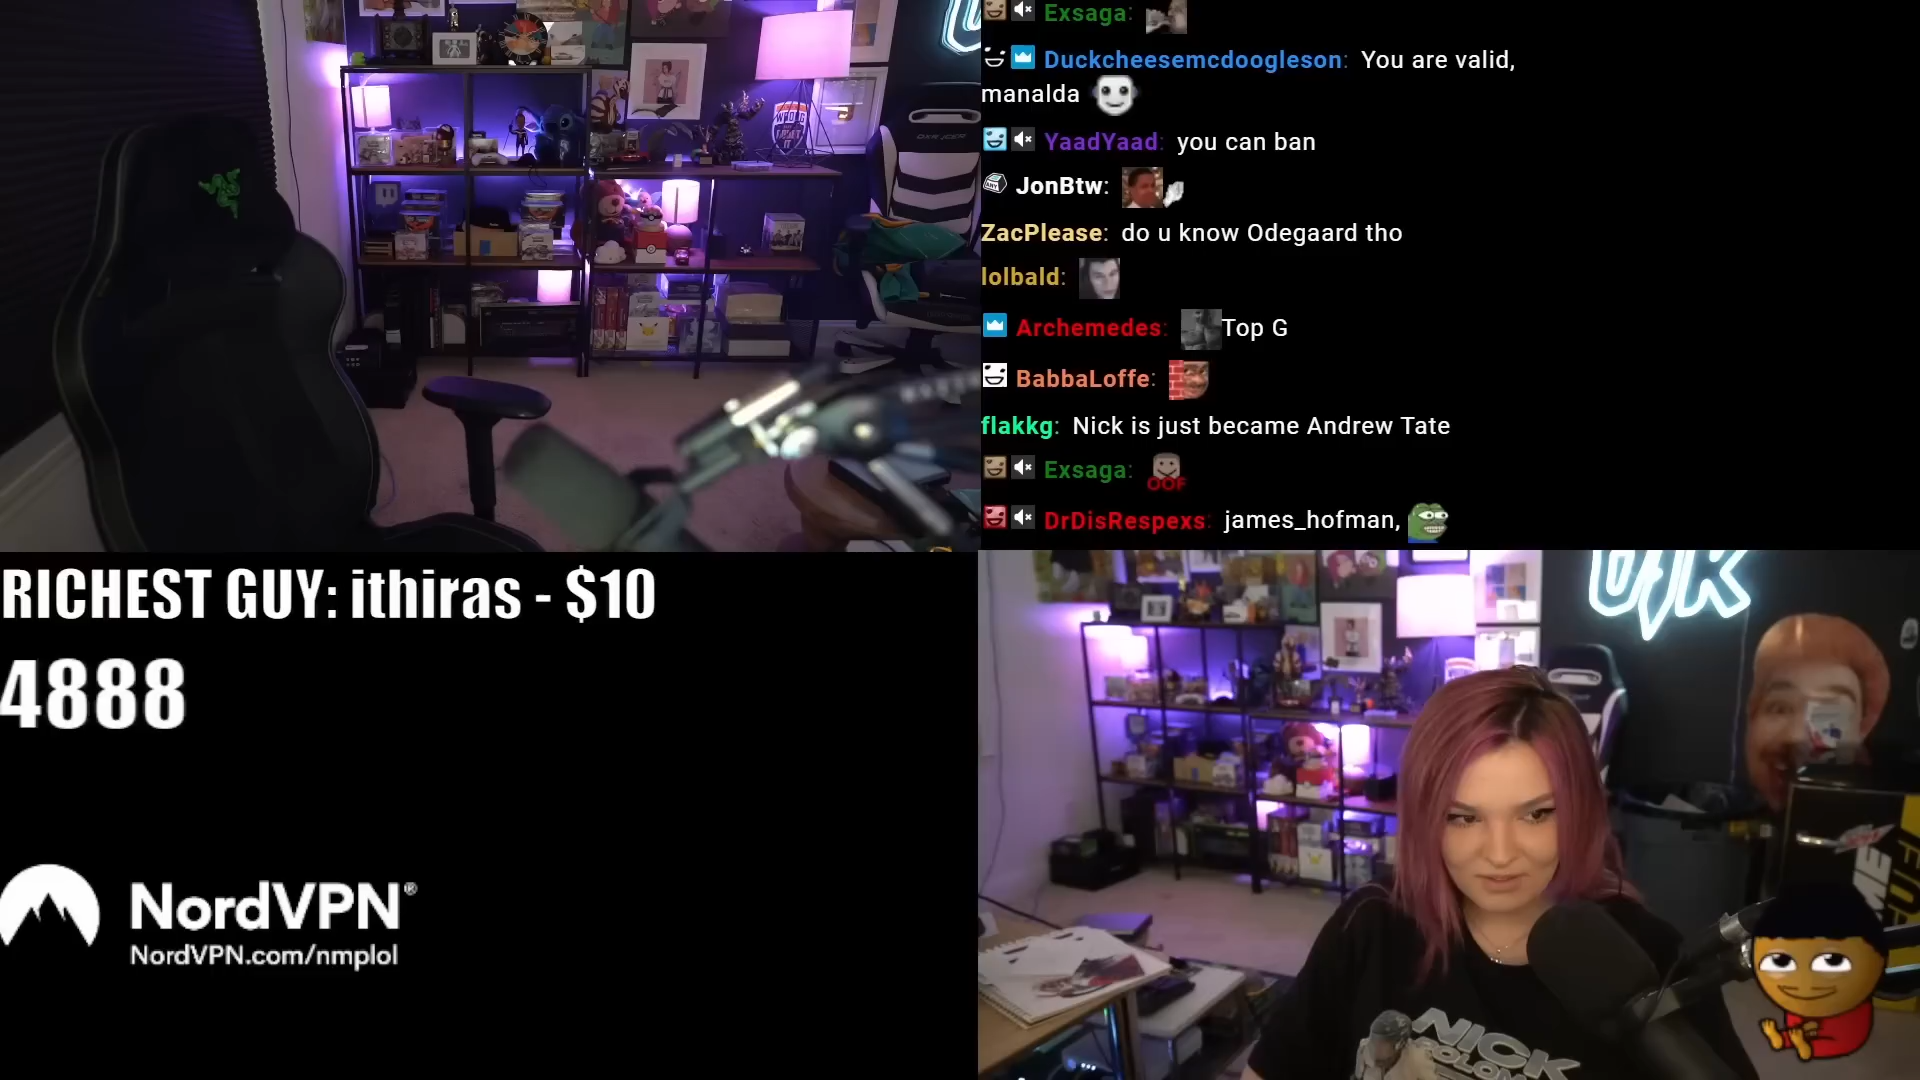 Exsaga:
Duckcheesemcdoogleson: You are valid,
manalda
YaadYaad: you can ban
JonBtw:
ZacPlease: do u know Odegaard tho
lolbald:
Archemedes: Top G
BabbaLoffe:
flakkg: Nick is just became Andrew Tate
Exsaga:
OOF
DrDisRespexs: james_hofman,
RICHEST GUY: ithiras - $10
4888
NordVPN®
NordVPN.com/nmplol
NICK